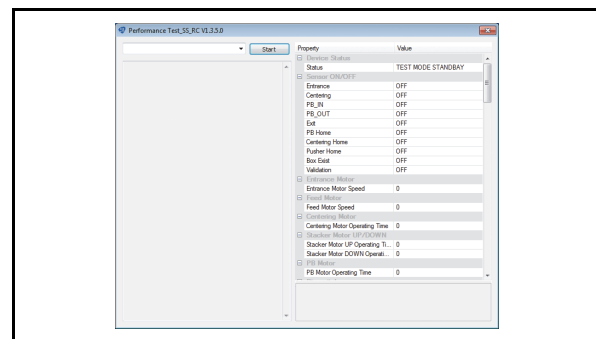 Performance Test_SS_RC V1.3.5.0
Start
Property Value
Device Status
Status TEST MODE STANDBAY
Sensor ON/OFF
Entrance OFF
Centering OFF
PB_IN OFF
PB_OUT OFF
Exit OFF
PB Home OFF
Centering Home OFF
Pusher Home OFF
Box Exist OFF
Validation OFF
Entrance Motor
Entrance Motor Speed 0
Feed Motor
Feed Motor Speed 0
Centering Motor
Centering Motor Operating Time 0
Stacker Motor UP/DOWN
Stacker Motor UP Operating Ti... 0
Stacker Motor DOWN Operati... 0
PB Motor
PB Motor Operating Time 0